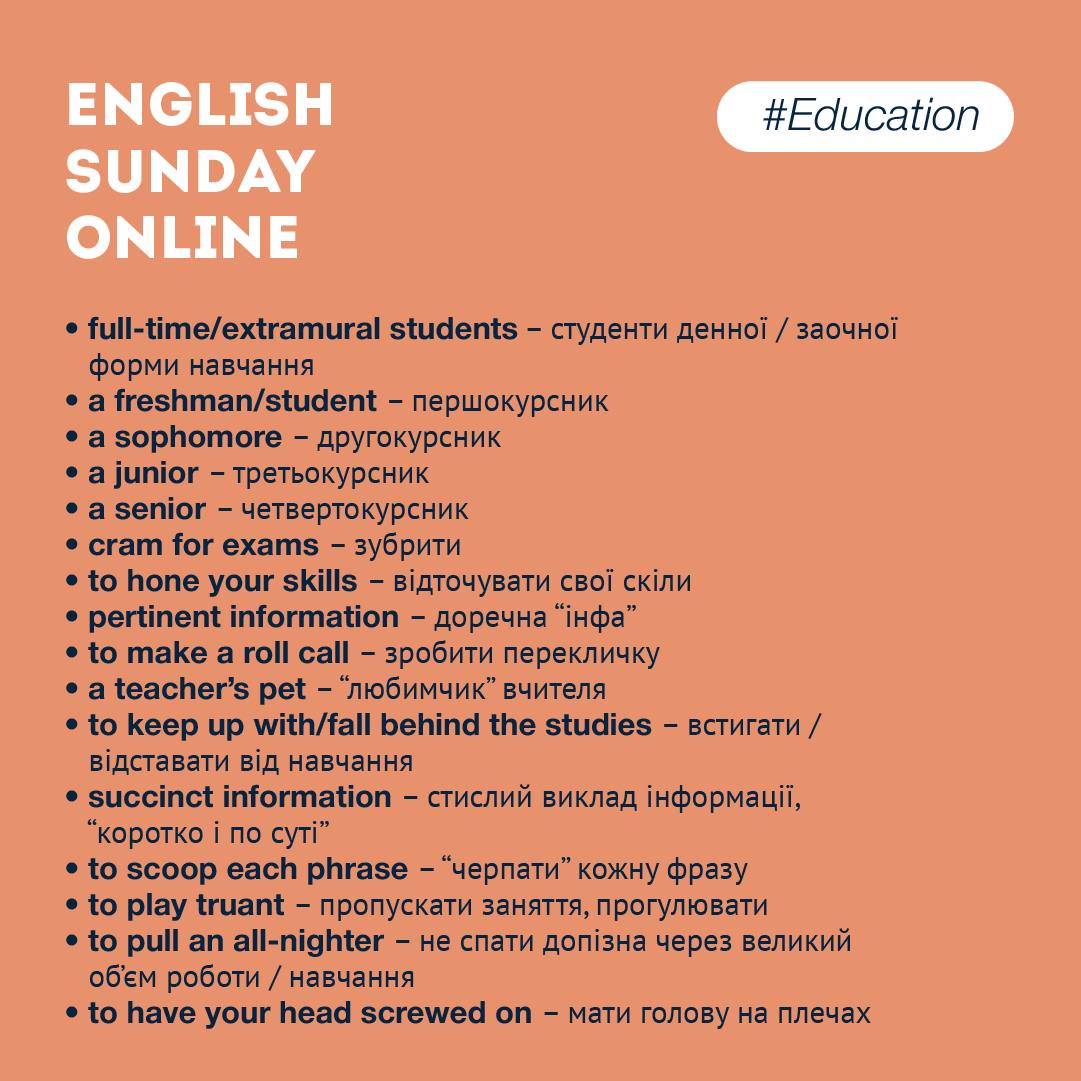 ENGLISH
SUNDAY
ONLINE
#Education
• full-time/extramural students – студенти денної / заочної
форми навчання
• a freshman/student – першокурсник
• a sophomore – другокурсник
• a junior – третьокурсник
• a senior – четвертокурсник
• cram for exams – зубрити
• to hone your skills – відточувати свої скіли
• pertinent information – доречна “інфа”
• to make a roll call – зробити перекличку
• a teacher’s pet – “любимчик” вчителя
• to keep up with/fall behind the studies – встигати /
відставати від навчання
• succinct information – стислий виклад інформації,
“коротко і по суті”
• to scoop each phrase – “черпати” кожну фразу
• to play truant – пропускати заняття, прогулювати
• to pull an all-nighter – не спати допізна через великий
об’єм роботи / навчання
• to have your head screwed on – мати голову на плечах